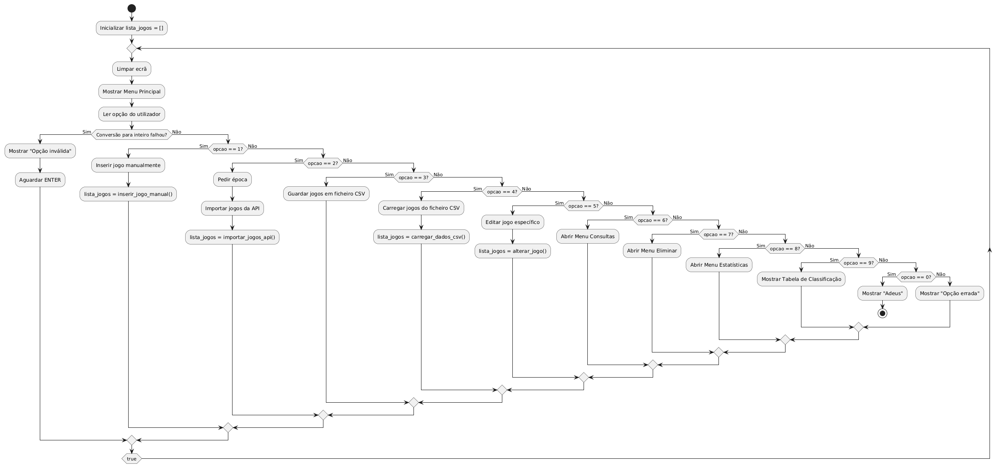 Inicializar lista_jogos = []
Limpar ecrã
Mostrar Menu Principal
Ler opção do utilizador
Sim
Conversão para inteiro falhou?
Não
Mostrar "Opção inválida"
Aguardar ENTER
Sim
opcao == 1?
Não
Inserir jogo manualmente
lista_jogos = inserir_jogo_manual()
Sim
opcao == 2?
Não
Pedir época
Importar jogos da API
lista_jogos = importar_jogos_api()
Sim
opcao == 3?
Não
Guardar jogos em ficheiro CSV
Sim
opcao == 4?
Não
Carregar jogos do ficheiro CSV
lista_jogos = carregar_dados_csv()
Sim
opcao == 5?
Não
Editar jogo específico
lista_jogos = alterar_jogo()
Sim
opcao == 6?
Não
Abrir Menu Consultas
Sim
opcao == 7?
Não
Abrir Menu Eliminar
Sim
opcao == 8?
Não
Abrir Menu Estatísticas
Sim
opcao == 9?
Não
Mostrar Tabela de Classificação
Sim
opcao == 0?
Não
Mostrar "Adeus"
Mostrar "Opção errada"
true